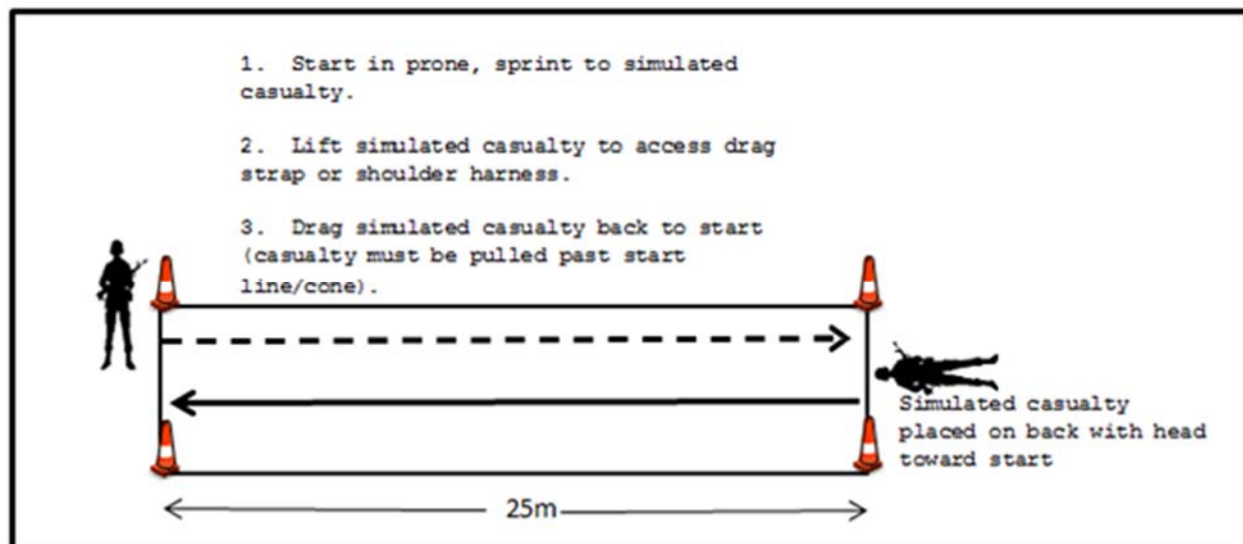 1. Start in prone, sprint to simulated
casualty.
2. Lift simulated casualty to access drag
strap or shoulder harness.
3. Drag simulated casualty back to start
(casualty must be pulled past start
line/cone).
Simulated casualty
placed on back with head
toward start
25m